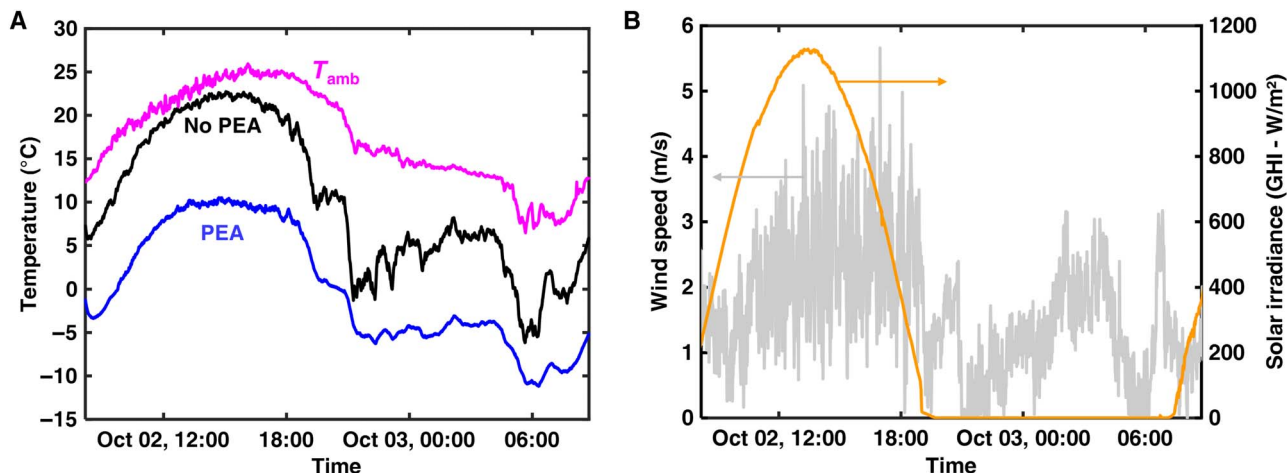 A
Temperature (°C)
30
25
20
15
10
5
0
−5
−10
−15
Tamb
No PEA
PEA
Oct 02, 12:00 18:00 Oct 03, 00:00 06:00
Time
B
Wind speed (m/s)
6
5
4
3
2
1
0
1200
1000
800
600
400
200
0
Solar irradiance (GHI - W/m²)
Oct 02, 12:00 18:00 Oct 03, 00:00 06:00
Time